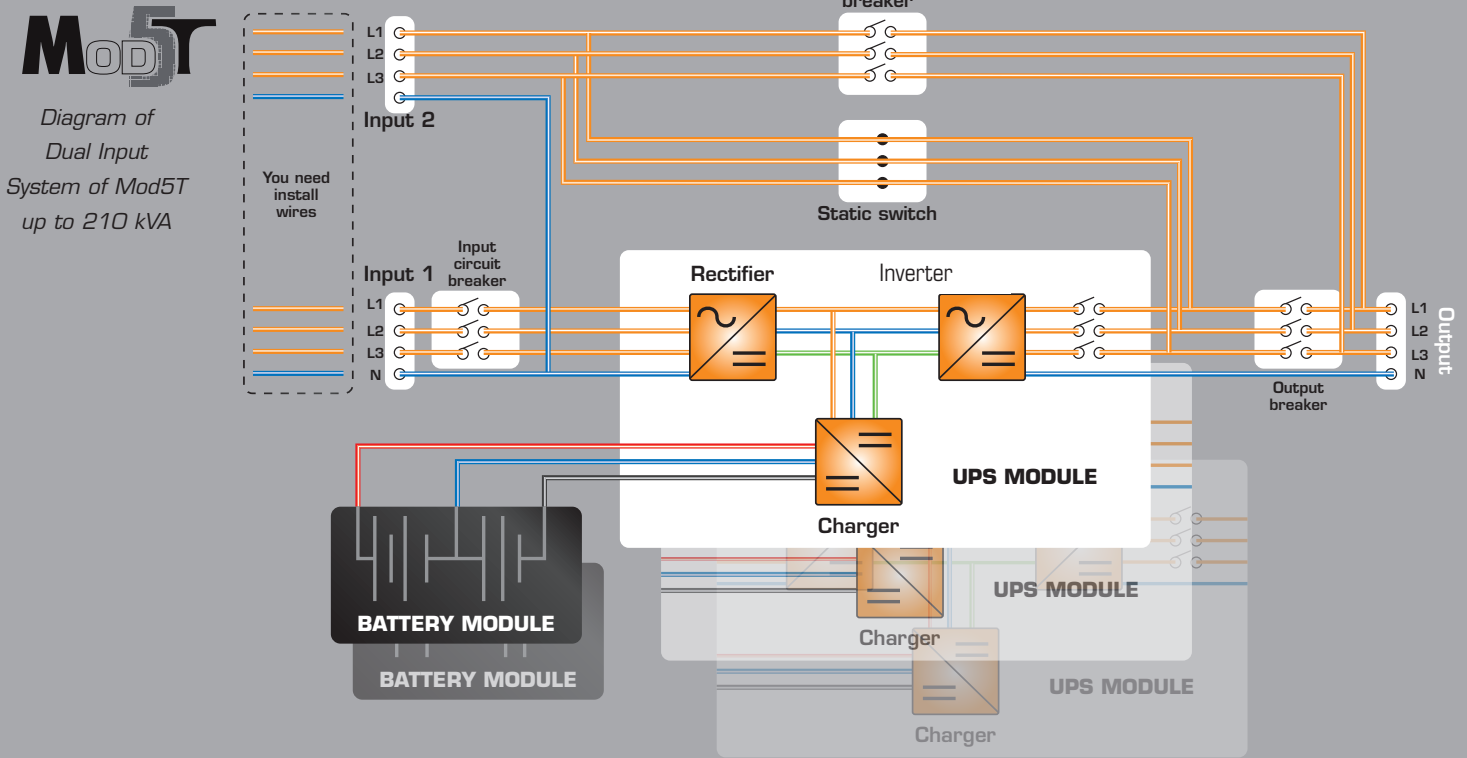 Mod5T
Diagram of
Dual Input
System of Mod5T
up to 210 kVA
You need
install
wires
L1
L2
L3
Input 2
breaker
Static switch
Input 1
L1
L2
L3
N
Input
circuit
breaker
Rectifier
Inverter
Output
breaker
L1
L2
L3
N
Output
UPS MODULE
Charger
BATTERY MODULE
BATTERY MODULE
UPS MODULE
Charger
UPS MODULE
Charger